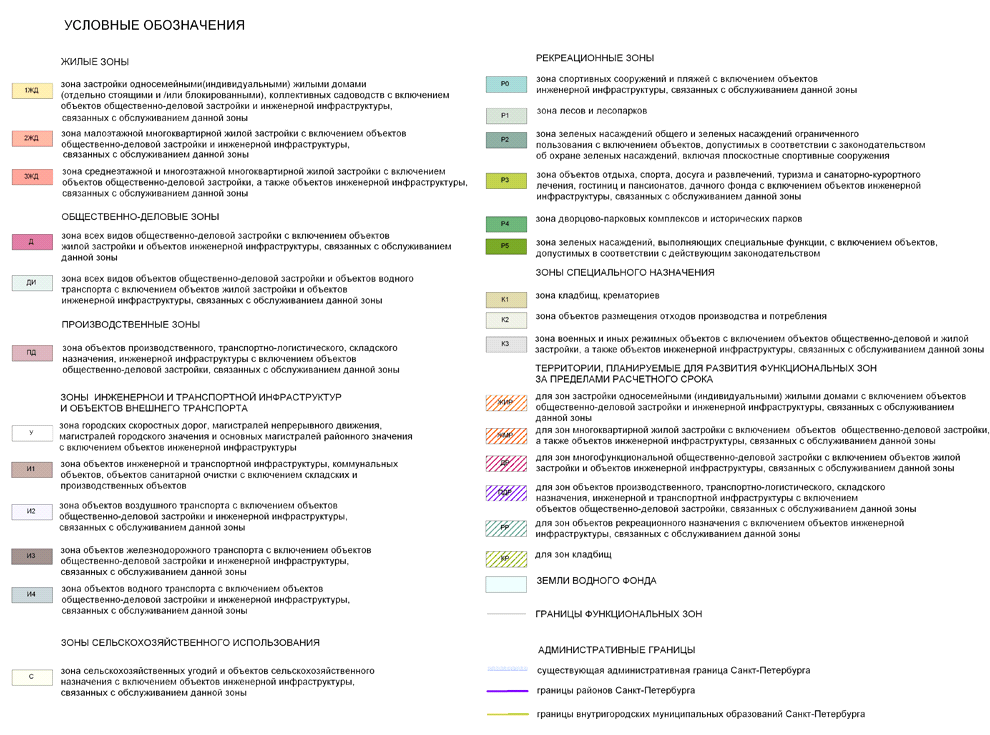 УСЛОВНЫЕ ОБОЗНАЧЕНИЯ
ЖИЛЫЕ ЗОНЫ
1ЖД
зона застройки односемейными(индивидуальными) жилыми домами
(отдельно стоящими и /или блокированными), коллективных садоводств с включением
объектов общественно-деловой застройки и инженерной инфраструктуры,
связанных с обслуживанием данной зоны
2ЖД
зона малоэтажной многоквартирной жилой застройки с включением объектов
общественно-деловой застройки и инженерной инфраструктуры,
связанных с обслуживанием данной зоны
3ЖД
зона среднеэтажной и многоэтажной многоквартирной жилой застройки с включением
объектов общественно-деловой застройки, а также объектов инженерной инфраструктуры,
связанных с обслуживанием данной зоны
ОБЩЕСТВЕННО-ДЕЛОВЫЕ ЗОНЫ
Д
зона всех видов общественно-деловой застройки с включением объектов
жилой застройки и объектов инженерной инфраструктуры, связанных с обслуживанием
данной зоны
ДИ
зона всех видов объектов общественно-деловой застройки и объектов водного
транспорта с включением объектов жилой застройки и объектов
инженерной инфраструктуры, связанных с обслуживанием данной зоны
ПРОИЗВОДСТВЕННЫЕ ЗОНЫ
ПД
зона объектов производственного, транспортно-логистического, складского
назначения, инженерной инфраструктуры с включением объектов
общественно-деловой застройки, связанных с обслуживанием данной зоны
ЗОНЫ ИНЖЕНЕРНОИ И ТРАНСПОРТНОЙ ИНФРАСТРУКТУР
И ОБЪЕКТОВ ВНЕШНЕГО ТРАНСПОРТА
У
зона городских скоростных дорог, магистралей непрерывного движения,
магистралей городского значения и основных магистралей районного значения
с включением объектов инженерной инфраструктуры
И1
зона объектов инженерной и транспортной инфраструктуры, коммунальных
объектов, объектов санитарной очистки с включением складских и
производственных объектов
И2
зона объектов воздушного транспорта с включением объектов
общественно-деловой застройки и инженерной инфраструктуры,
связанных с обслуживанием данной зоны
И3
зона объектов железнодорожного транспорта с включением объектов
общественно-деловой застройки и инженерной инфраструктуры,
связанных с обслуживанием данной зоны
И4
зона объектов водного транспорта с включением объектов
общественно-деловой застройки и инженерной инфраструктуры,
связанных с обслуживанием данной зоны
ЗОНЫ СЕЛЬСКОХОЗЯЙСТВЕННОГО ИСПОЛЬЗОВАНИЯ
С
зона сельскохозяйственных угодий и объектов сельскохозяйственного
назначения с включением объектов инженерной инфраструктуры,
связанных с обслуживанием данной зоны
РЕКРЕАЦИОННЫЕ ЗОНЫ
Р0
зона спортивных сооружений и пляжей с включением объектов
инженерной инфраструктуры, связанных с обслуживанием данной зоны
Р1
зона лесов и лесопарков
Р2
зона зеленых насаждений общего и зеленых насаждений ограниченного
пользования с включением объектов, допустимых в соответствии с законодательством
об охране зеленых насаждений, включая плоскостные спортивные сооружения
Р3
зона объектов отдыха, спорта, досуга и развлечений, туризма и санаторно-курортного
лечения, гостиниц и пансионатов, дачного фонда с включением объектов инженерной
инфраструктуры, связанных с обслуживанием данной зоны
Р4
зона дворцово-парковых комплексов и исторических парков
Р5
зона зеленых насаждений, выполняющих специальные функции, с включением объектов,
допустимых в соответствии с действующим законодательством
ЗОНЫ СПЕЦИАЛЬНОГО НАЗНАЧЕНИЯ
К1
зона кладбищ, крематориев
К2
зона объектов размещения отходов производства и потребления
К3
зона военных и иных режимных объектов с включением объектов общественно-деловой и жилой
застройки, а также объектов инженерной инфраструктуры, связанных с обслуживанием данной зоны
ТЕРРИТОРИИ, ПЛАНИРУЕМЫЕ ДЛЯ РАЗВИТИЯ ФУНКЦИОНАЛЬНЫХ ЗОН
ЗА ПРЕДЕЛАМИ РАСЧЕТНОГО СРОКА
для зон застройки односемейными (индивидуальными) жилыми домами с включением объектов
общественно-деловой застройки и инженерной инфраструктуры, связанных с обслуживанием
данной зоны
для зон многоквартирной жилой застройки с включением объектов общественно-деловой застройки,
а также объектов инженерной инфраструктуры, связанных с обслуживанием данной зоны
ДР
для зон многофункциональной общественно-деловой застройки с включением объектов жилой
застройки и объектов инженерной инфраструктуры, связанных с обслуживанием данной зоны
ПДР
для зон объектов производственного, транспортно-логистического, складского
назначения, инженерной и транспортной инфраструктуры с включением
объектов общественно-деловой застройки, связанных с обслуживанием данной зоны
РР
для зон объектов рекреационного назначения с включением объектов инженерной
инфраструктуры, связанных с обслуживанием данной зоны
КР
для зон кладбищ
ЗЕМЛИ ВОДНОГО ФОНДА
ГРАНИЦЫ ФУНКЦИОНАЛЬНЫХ ЗОН
АДМИНИСТРАТИВНЫЕ ГРАНИЦЫ
существующая административная граница Санкт-Петербурга
границы районов Санкт-Петербурга
границы внутригородских муниципальных образований Санкт-Петербурга